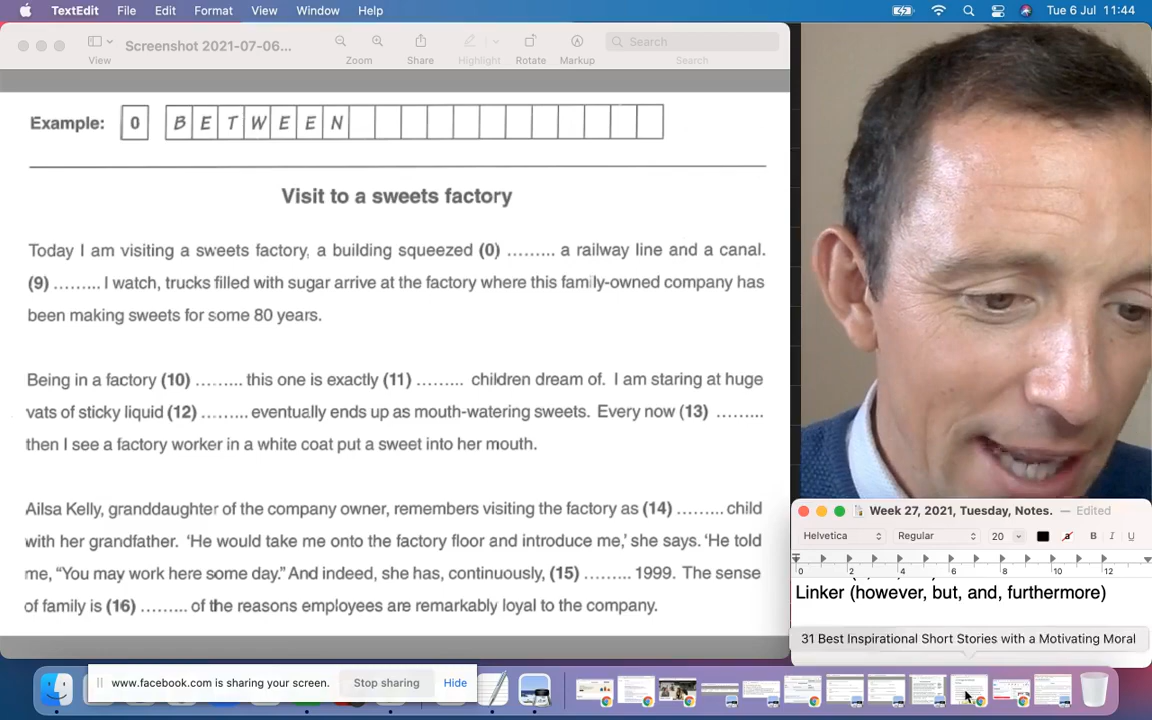 TextEdit File Edit Format View Window Help Tue 6 Jul 11:44
Screenshot 2021-07-06...
Search
View Zoom Share Highlight Rotate Markup Search
Example: 0 BETWEEN
Visit to a sweets factory
Today I am visiting a sweets factory, a building squeezed (0) ......... a railway line and a canal.
(9) ......... I watch, trucks filled with sugar arrive at the factory where this family-owned company has
been making sweets for some 80 years.
Being in a factory (10) ......... this one is exactly (11) ......... children dream of. I am staring at huge
vats of sticky liquid (12) ......... eventually ends up as mouth-watering sweets. Every now (13) .........
then I see a factory worker in a white coat put a sweet into her mouth.
Ailsa Kelly, granddaughter of the company owner, remembers visiting the factory as (14) ......... child
with her grandfather. ‘He would take me onto the factory floor and introduce me,’ she says. ‘He told
me, “You may work here some day.” And indeed, she has, continuously, (15) ......... 1999. The sense
of family is (16) ......... of the reasons employees are remarkably loyal to the company.
Week 27, 2021, Tuesday, Notes. — Edited
Helvetica Regular 20 a B I U
0 2 4 6 8 10 12
Linker (however, but, and, furthermore)
31 Best Inspirational Short Stories with a Motivating Moral
www.facebook.com is sharing your screen. Stop sharing Hide